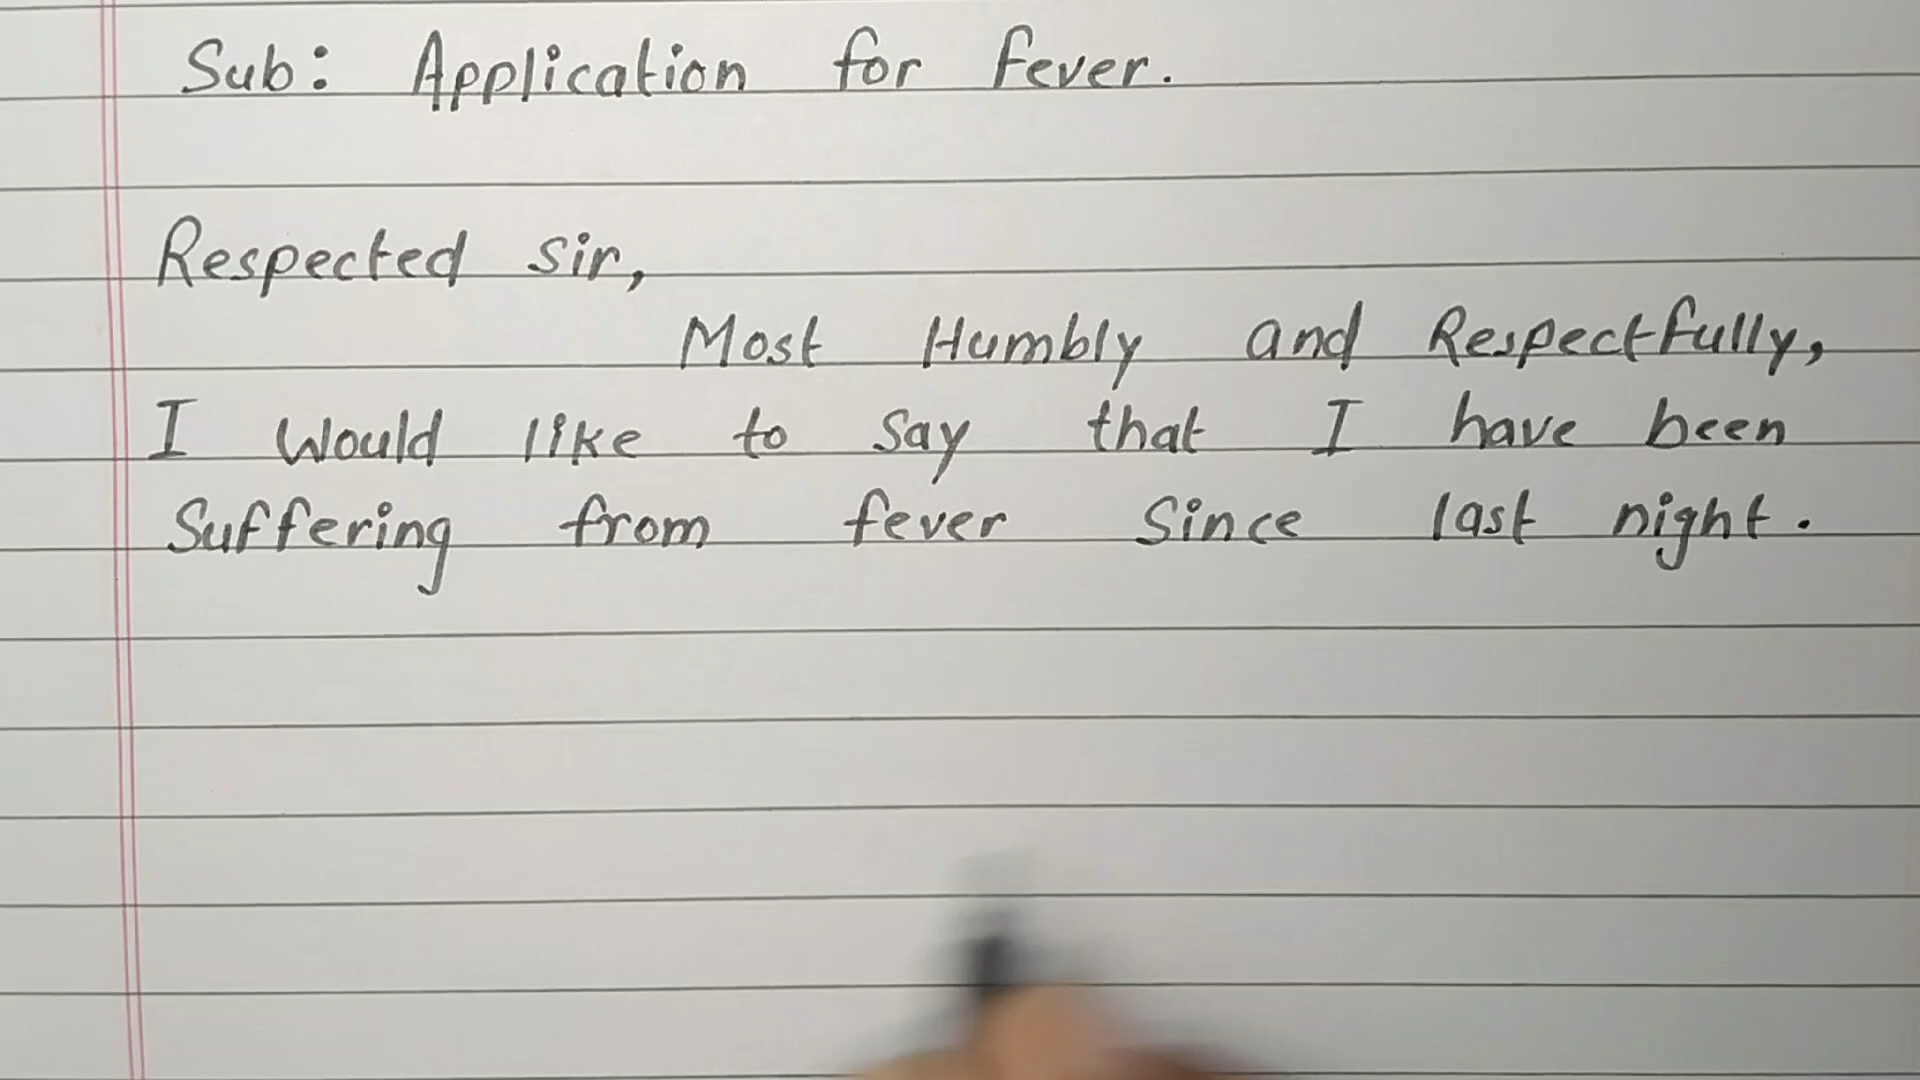 Sub: Application for fever.
Respected Sir,
Most Humbly and Respectfully,
I Would like to Say that I have been
Suffering from fever Since last night.